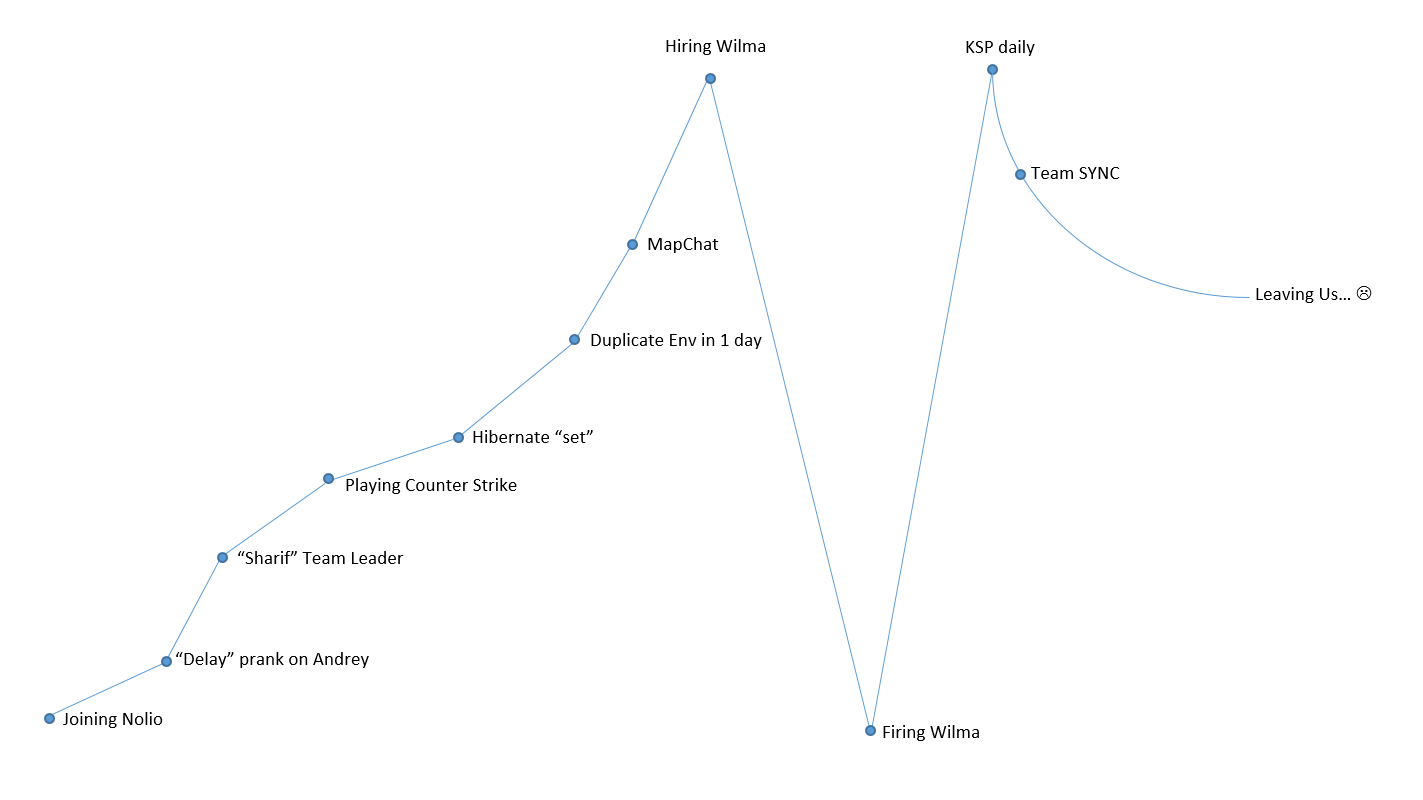 Hiring Wilma
KSP daily
Team SYNC
MapChat
Leaving Us... ☹
Duplicate Env in 1 day
Hibernate “set”
Playing Counter Strike
“Sharif” Team Leader
“Delay” prank on Andrey
Joining Nolio
Firing Wilma